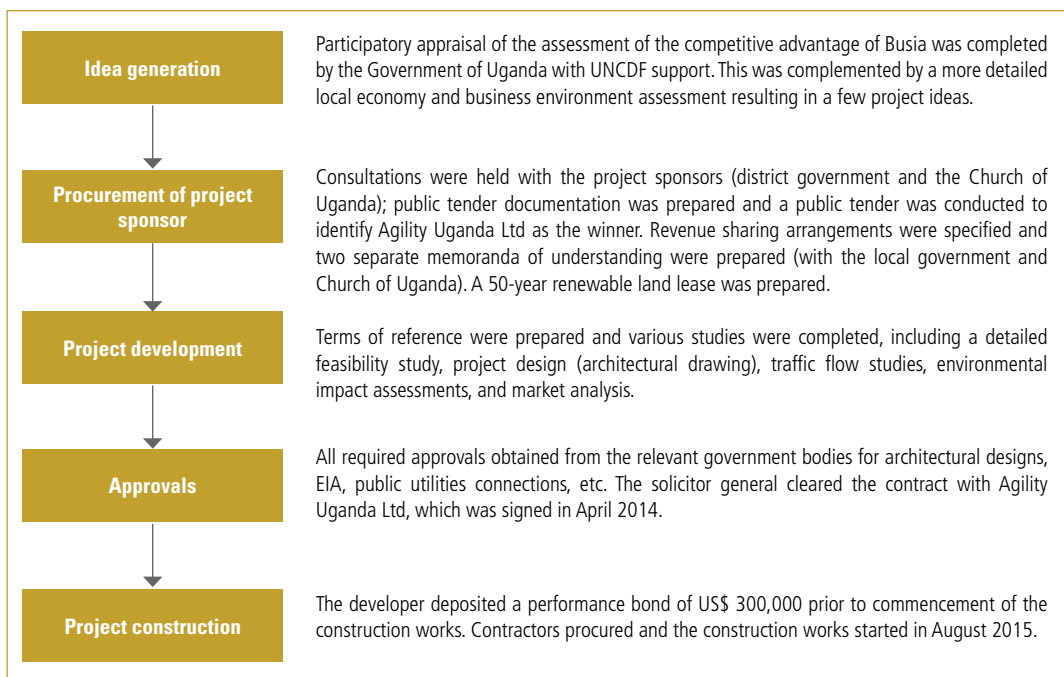 Idea generation
Participatory appraisal of the assessment of the competitive advantage of Busia was completed
by the Government of Uganda with UNCDF support. This was complemented by a more detailed
local economy and business environment assessment resulting in a few project ideas.
Procurement of project
sponsor
Consultations were held with the project sponsors (district government and the Church of
Uganda); public tender documentation was prepared and a public tender was conducted to
identify Agility Uganda Ltd as the winner. Revenue sharing arrangements were specified and
two separate memoranda of understanding were prepared (with the local government and
Church of Uganda). A 50-year renewable land lease was prepared.
Project development
Terms of reference were prepared and various studies were completed, including a detailed
feasibility study, project design (architectural drawing), traffic flow studies, environmental
impact assessments, and market analysis.
Approvals
All required approvals obtained from the relevant government bodies for architectural designs,
EIA, public utilities connections, etc. The solicitor general cleared the contract with Agility
Uganda Ltd, which was signed in April 2014.
Project construction
The developer deposited a performance bond of US$ 300,000 prior to commencement of the
construction works. Contractors procured and the construction works started in August 2015.